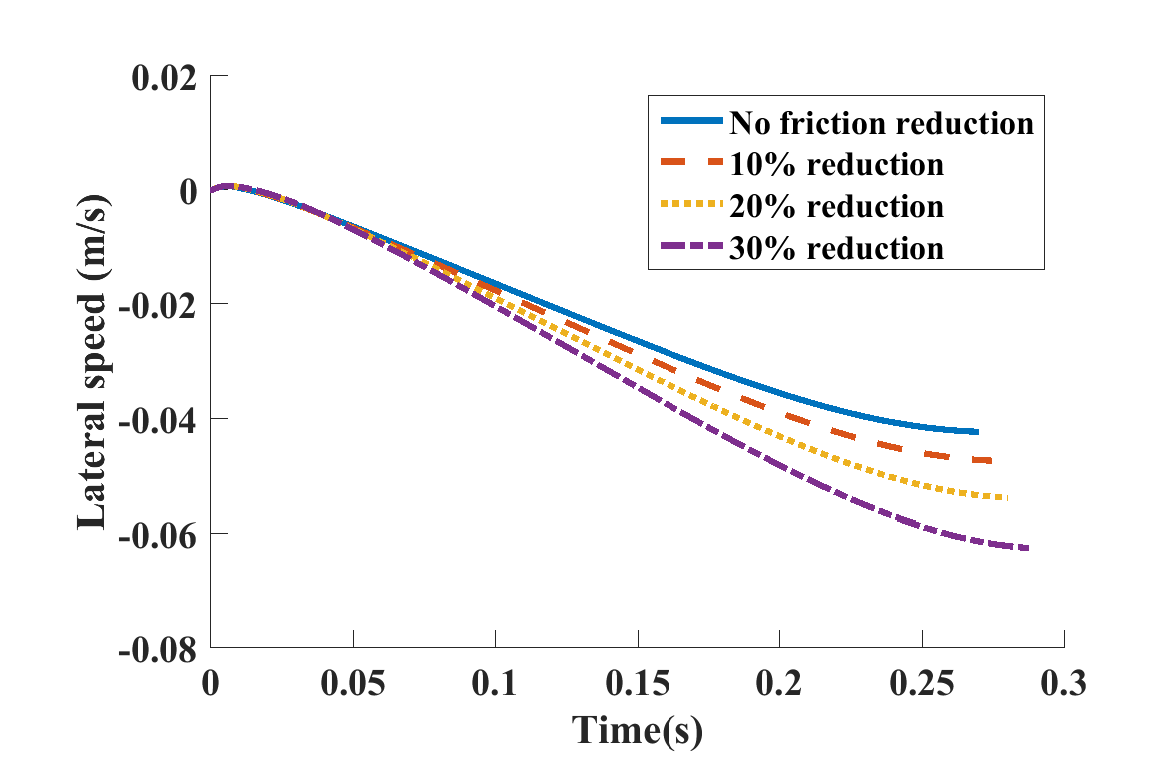 0.02
0
-0.02
-0.04
-0.06
-0.08
Lateral speed (m/s)
No friction reduction
10% reduction
20% reduction
30% reduction
0 0.05 0.1 0.15 0.2 0.25 0.3
Time(s)